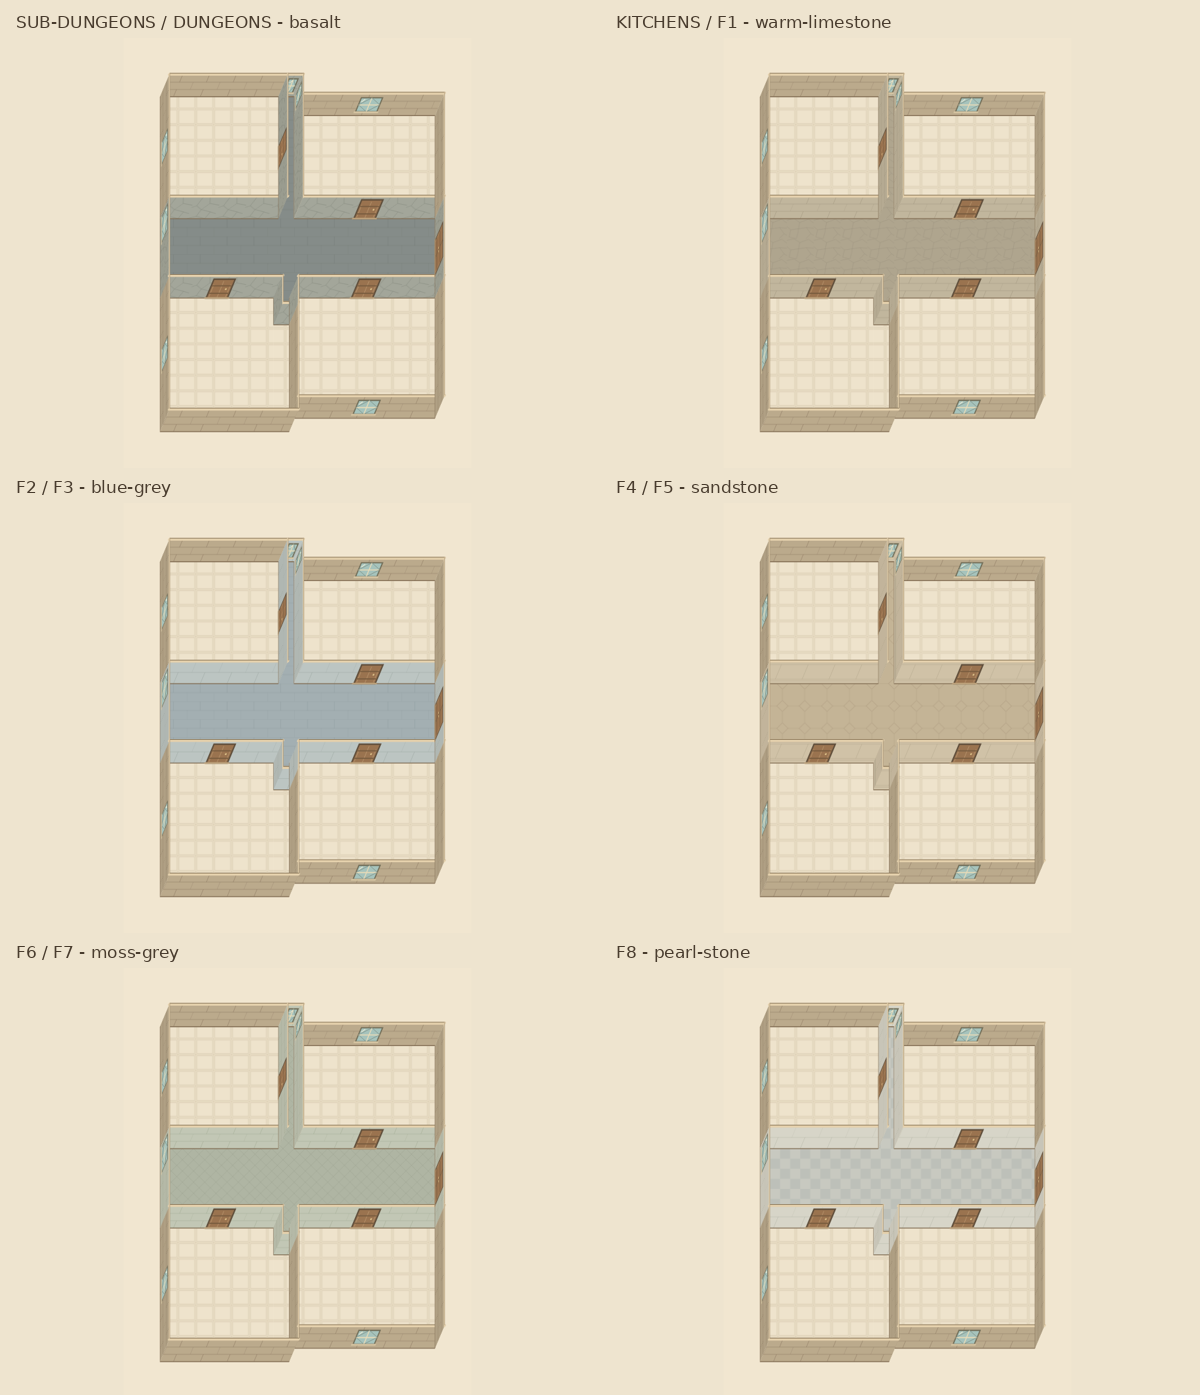 SUB-DUNGEONS / DUNGEONS - basalt
KITCHENS / F1 - warm-limestone
F2 / F3 - blue-grey
F4 / F5 - sandstone
F6 / F7 - moss-grey
F8 - pearl-stone